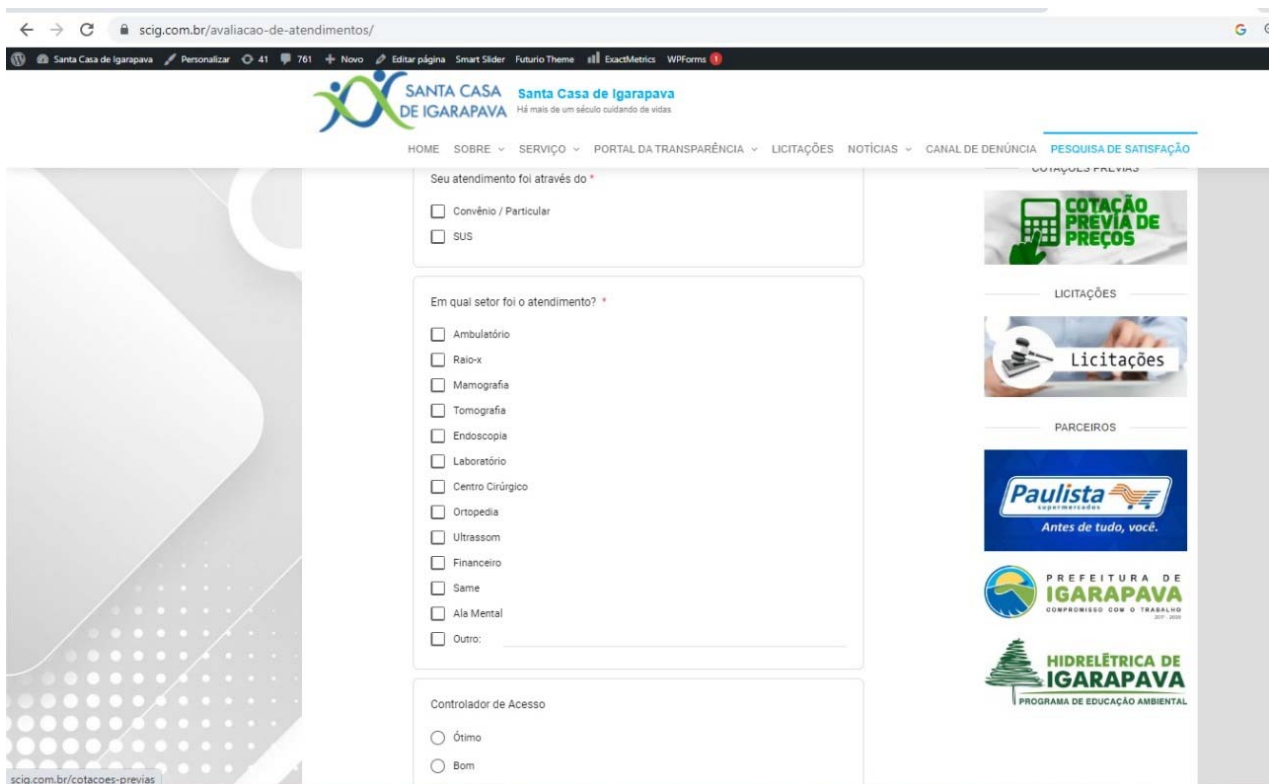 scig.com.br/avaliacao-de-atendimentos/
Santa Casa de Igarapava Personalizar 41 761 Novo Editar página Smart Slider Futurio Theme ExactMetrics WPForms 1
SANTA CASA
DE IGARAPAVA
Santa Casa de Igarapava
Há mais de um século cuidando de vidas
HOME SOBRE SERVIÇO PORTAL DA TRANSPARÊNCIA LICITAÇÕES NOTÍCIAS CANAL DE DENÚNCIA PESQUISA DE SATISFAÇÃO
Seu atendimento foi através do *
Convênio / Particular
SUS
Em qual setor foi o atendimento? *
Ambulatório
Raio-x
Mamografia
Tomografia
Endoscopia
Laboratório
Centro Cirúrgico
Ortopedia
Ultrassom
Financeiro
Same
Ala Mental
Outro:
Controlador de Acesso
Ótimo
Bom
COTAÇÕES PRÉVIAS
COTAÇÃO
PRÉVIA DE
PREÇOS
LICITAÇÕES
Licitações
PARCEIROS
Paulista
supermercados
Antes de tudo, você.
PREFEITURA DE
IGARAPAVA
COMPROMISSO COM O TRABALHO
HIDRELÉTRICA DE
IGARAPAVA
PROGRAMA DE EDUCAÇÃO AMBIENTAL
scig.com.br/cotacoes-previas